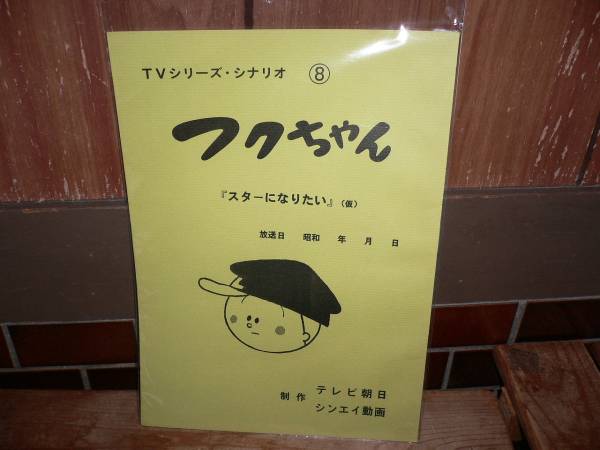 TVシリーズ・シナリオ ⑧
フクちゃん
『スターになりたい』(仮)
放送日 昭和 年 月 日
制作 テレビ朝日
シンエイ動画